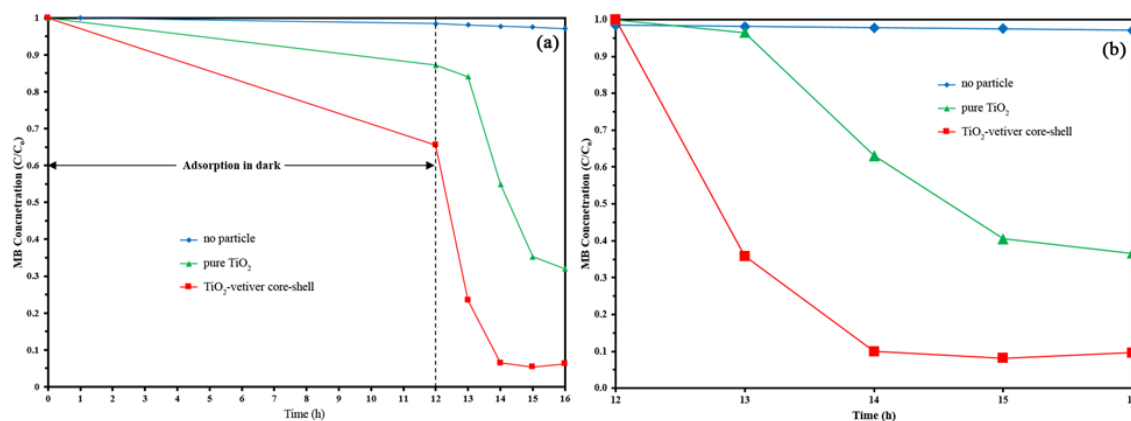 (a)
MB Concnetration (C/C₀)
1
0.9
0.8
0.7
0.6
0.5
0.4
0.3
0.2
0.1
0
Adsorption in dark
no particle
pure TiO₂
TiO₂-vetiver core-shell
0 1 2 3 4 5 6 7 8 9 10 11 12 13 14 15 16
Time (h)
(b)
MB Concnetration (C/C₀)
1.0
0.9
0.8
0.7
0.6
0.5
0.4
0.3
0.2
0.1
0.0
no particle
pure TiO₂
TiO₂-vetiver core-shell
12 13 14 15
Time (h)